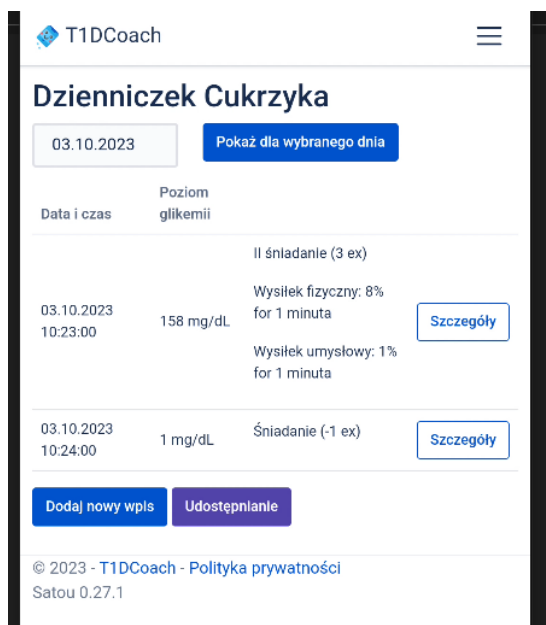 T1DCoach
Dzienniczek Cukrzyka
03.10.2023
Pokaż dla wybranego dnia
Data i czas
Poziom
glikemii
03.10.2023
10:23:00
158 mg/dL
II śniadanie (3 ex)
Wysiłek fizyczny: 8%
for 1 minuta
Wysiłek umysłowy: 1%
for 1 minuta
Szczegóły
03.10.2023
10:24:00
1 mg/dL
Śniadanie (-1 ex)
Szczegóły
Dodaj nowy wpis
Udostępnianie
© 2023 - T1DCoach - Polityka prywatności
Satou 0.27.1